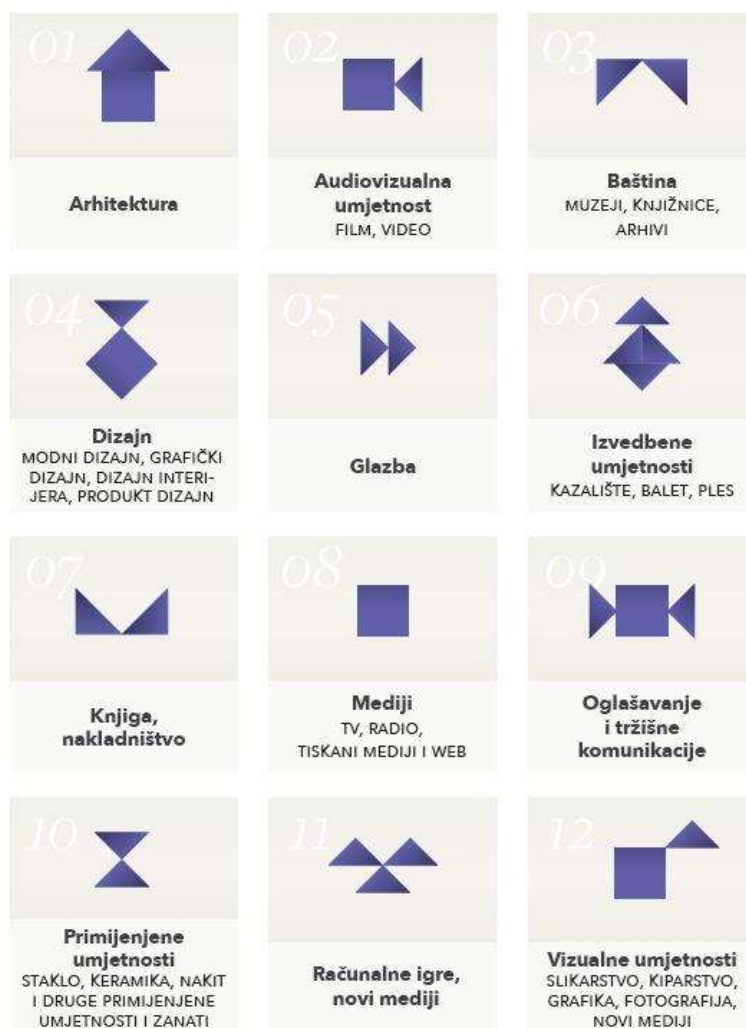 01
Arhitektura
02
Audiovizualna
umjetnost
FILM, VIDEO
03
Baština
MUZEJI, KNJIŽNICE,
ARHIVI
04
Dizajn
MODNI DIZAJN, GRAFIČKI
DIZAJN, DIZAJN INTERI-
JERA, PRODUKT DIZAJN
05
Glazba
06
Izvedbene
umjetnosti
KAZALIŠTE, BALET, PLES
07
Knjiga,
nakladništvo
08
Mediji
TV, RADIO,
TISKANI MEDIJI I WEB
09
Oglašavanje
i tržišne
komunikacije
10
Primijenjene
umjetnosti
STAKLO, KERAMIKA, NAKIT
I DRUGE PRIMIJENJENE
UMJETNOSTI I ZANATI
11
Računalne igre,
novi mediji
12
Vizualne umjetnosti
SLIKARSTVO, KIPARSTVO,
GRAFIKA, FOTOGRAFIJA,
NOVI MEDIJI